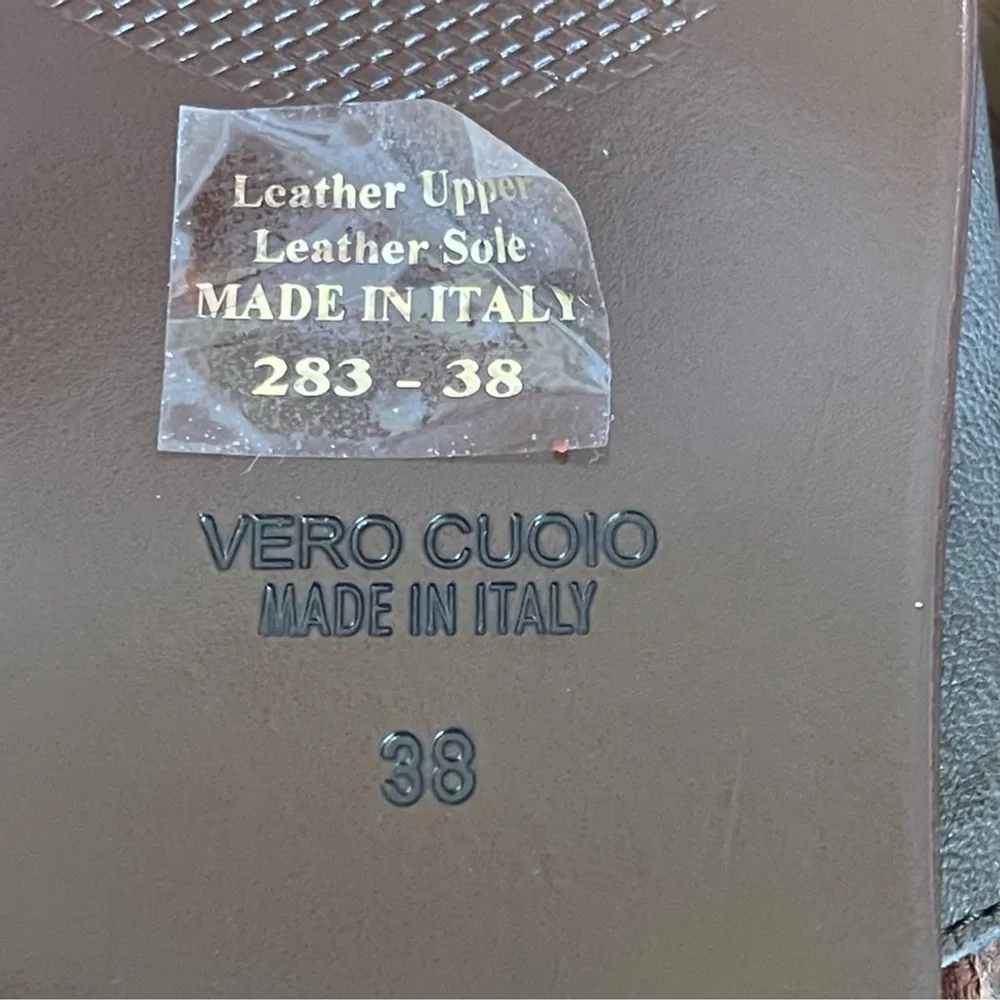 Leather Upper
Leather Sole
MADE IN ITALY
283 - 38
VERO CUOIO
MADE IN ITALY
38